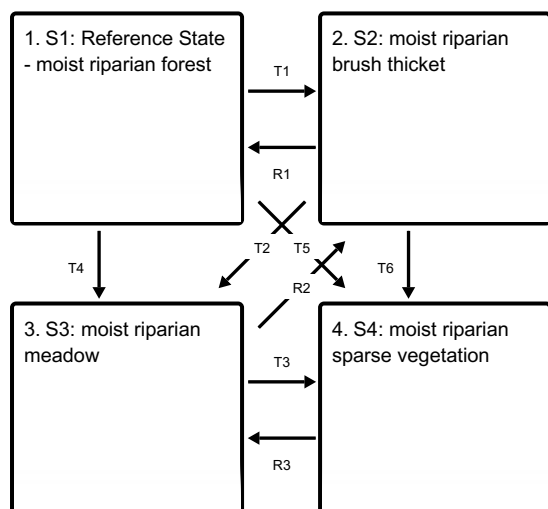 1. S1: Reference State
- moist riparian forest
2. S2: moist riparian
brush thicket
T1
R1
T2
T5
T4
T6
R2
3. S3: moist riparian
meadow
4. S4: moist riparian
sparse vegetation
T3
R3